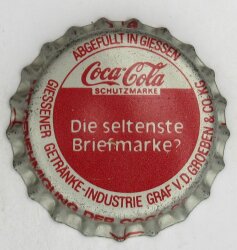 ABGEFÜLLT IN GIESSEN
Coca-Cola
SCHUTZMARKE
Die seltenste
Briefmarke?
GIESSENER GETRÄNKE-INDUSTRIE GRAF V.D. GROEBEN & CO. KG